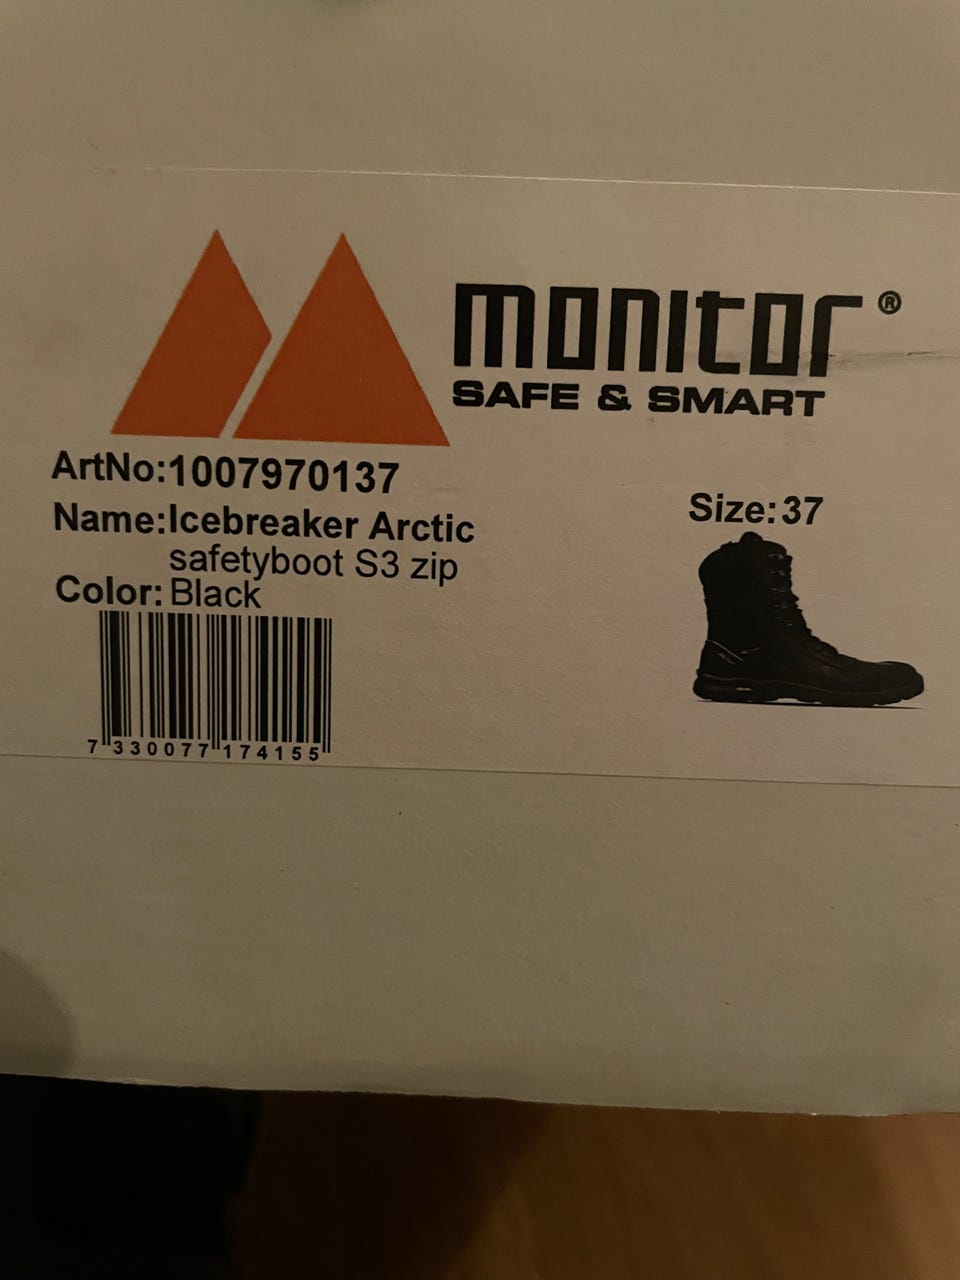 monitor®
SAFE & SMART
ArtNo:1007970137
Name:Icebreaker Arctic
safetyboot S3 zip
Color: Black
Size: 37
7 330077 174155